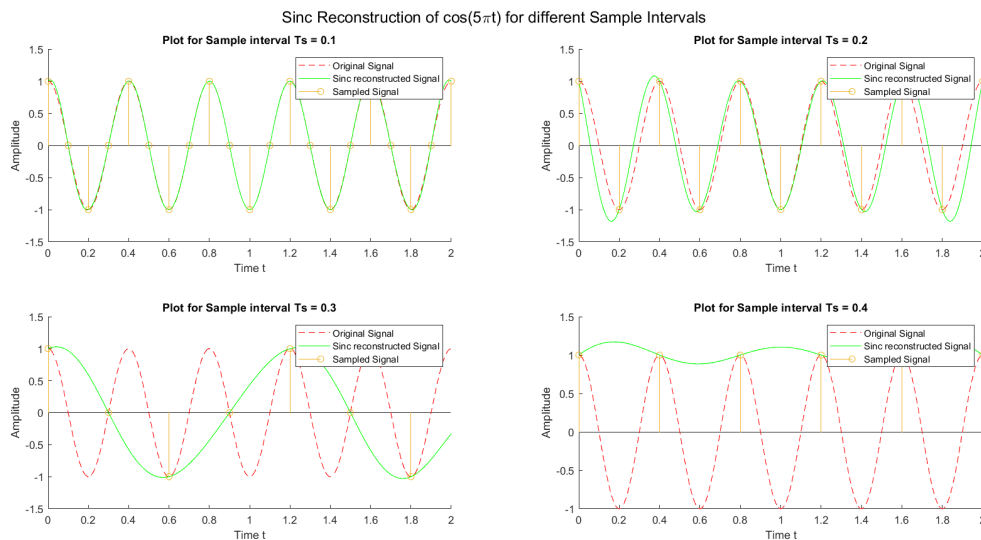 Sinc Reconstruction of cos(5πt) for different Sample Intervals
Plot for Sample interval Ts = 0.1
Original Signal
Sinc reconstructed Signal
Sampled Signal
Amplitude
1.5
1
0.5
0
-0.5
-1
-1.5
0 0.2 0.4 0.6 0.8 1 1.2 1.4 1.6 1.8 2
Time t
Plot for Sample interval Ts = 0.2
Original Signal
Sinc reconstructed Signal
Sampled Signal
Amplitude
1.5
1
0.5
0
-0.5
-1
-1.5
0 0.2 0.4 0.6 0.8 1 1.2 1.4 1.6 1.8 2
Time t
Plot for Sample interval Ts = 0.3
Original Signal
Sinc reconstructed Signal
Sampled Signal
Amplitude
1.5
1
0.5
0
-0.5
-1
-1.5
0 0.2 0.4 0.6 0.8 1 1.2 1.4 1.6 1.8 2
Time t
Plot for Sample interval Ts = 0.4
Original Signal
Sinc reconstructed Signal
Sampled Signal
Amplitude
1.5
1
0.5
0
-0.5
-1
0 0.2 0.4 0.6 0.8 1 1.2 1.4 1.6 1.8 2
Time t